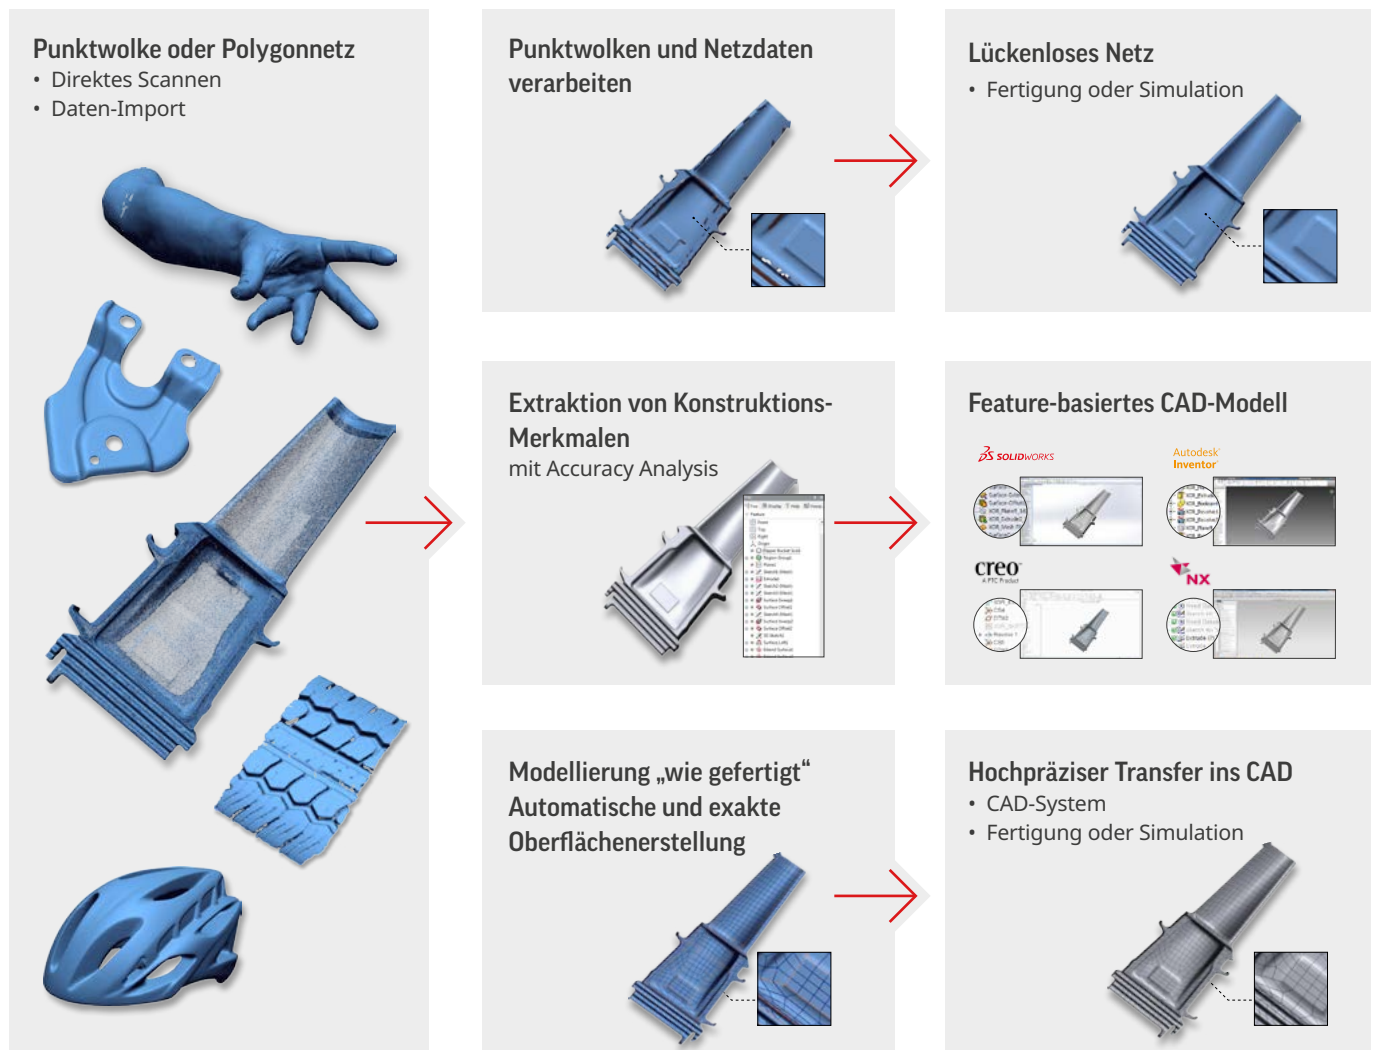 Punktwolke oder Polygonnetz
• Direktes Scannen
• Daten-Import
Punktwolken und Netzdaten
verarbeiten
Lückenloses Netz
• Fertigung oder Simulation
Extraktion von Konstruktions-
Merkmalen
mit Accuracy Analysis
Feature-basiertes CAD-Modell
SOLIDWORKS
Autodesk
Inventor
creo
A PTC Product
NX
Modellierung „wie gefertigt“
Automatische und exakte
Oberflächenerstellung
Hochpräziser Transfer ins CAD
• CAD-System
• Fertigung oder Simulation